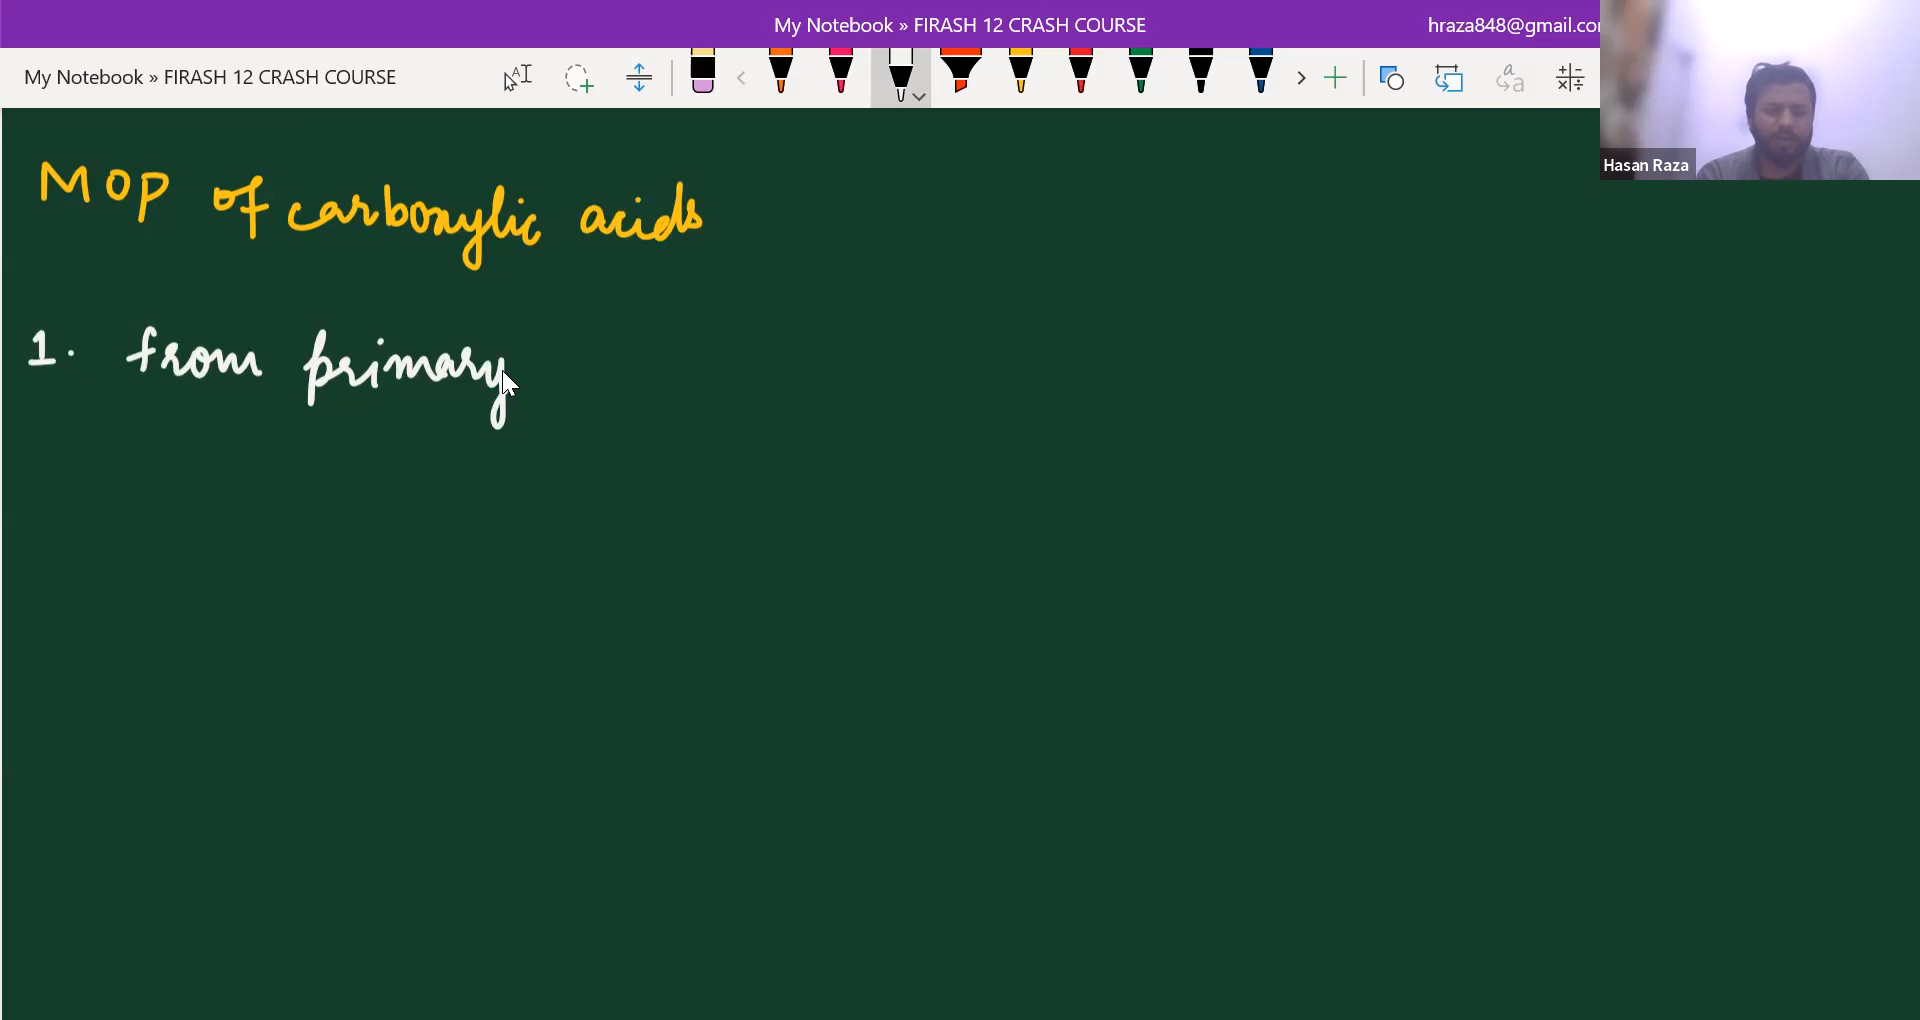 My Notebook » FIRASH 12 CRASH COURSE
hraza848@gmail.co
My Notebook » FIRASH 12 CRASH COURSE
Hasan Raza
MOP of carboxylic acids
1. from primary